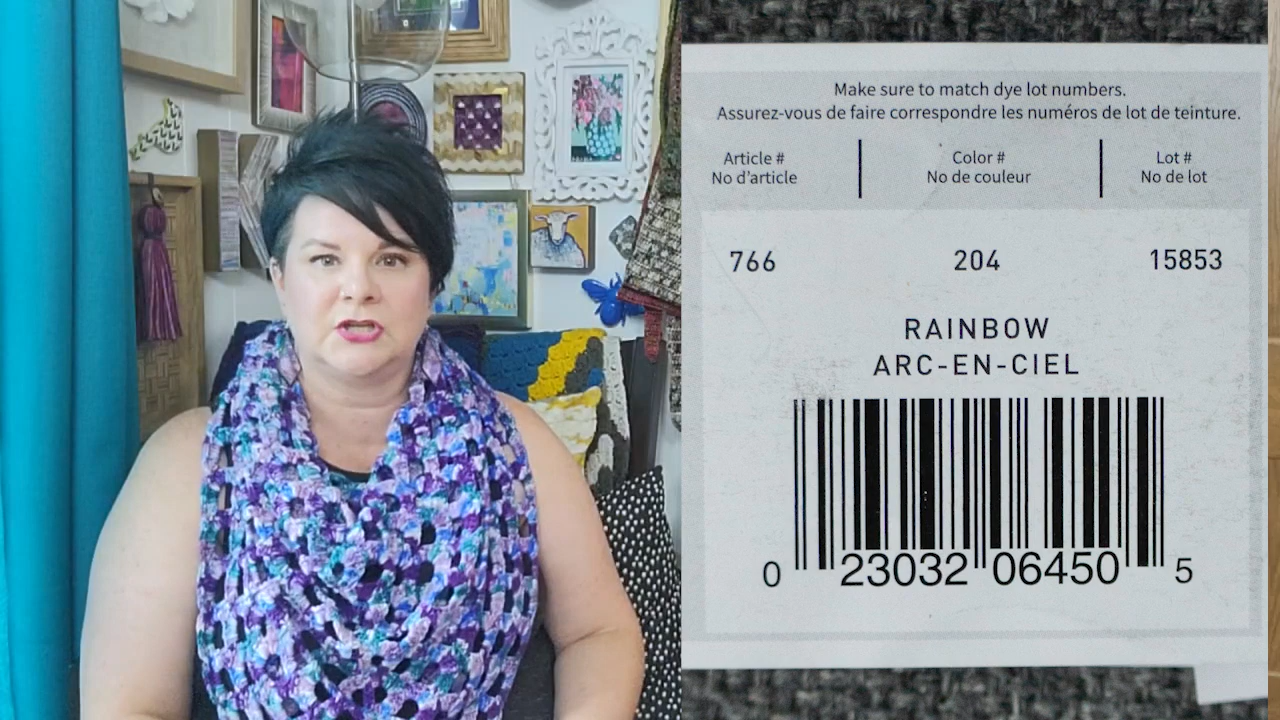 Make sure to match dye lot numbers.
Assurez-vous de faire correspondre les numéros de lot de teinture.
Article # Color # Lot #
No d'article No de couleur No de lot
766 204 15853
RAINBOW
ARC-EN-CIEL
0 23032 06450 5